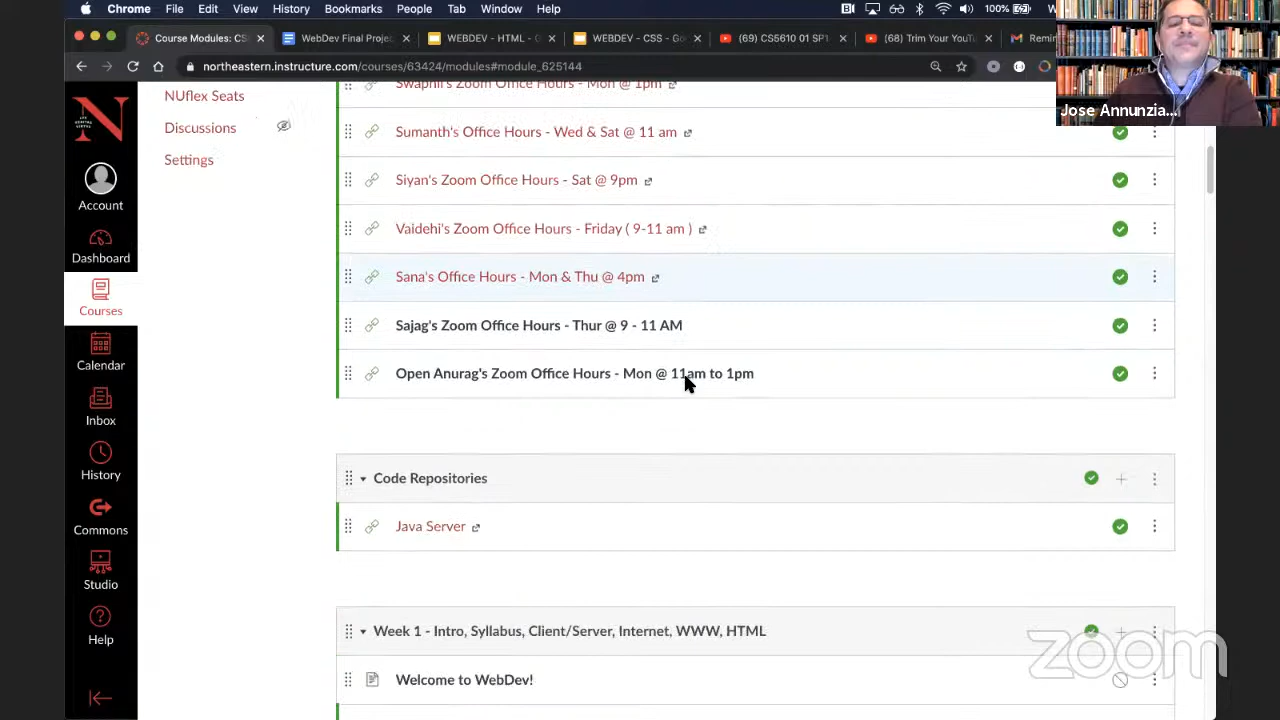 Chrome File Edit View History Bookmarks People Tab Window Help 100%
Course Modules: CS
WebDev Fin
WEBDEV - CSS - Go
(69) CS5610 01 SP
(68) Trim Your YouT
Remin
northeastern.instructure.com/courses/63424/modules#module_625144
Jose Annunzia...
N
Account
Dashboard
Courses
Calendar
Inbox
History
Commons
Studio
Help
NUflex Seats
Discussions
Settings
Swapnil's Zoom Office Hours - Mon @ 1pm
Sumanth's Office Hours - Wed & Sat @ 11 am
Siyan's Zoom Office Hours - Sat @ 9pm
Vaidehi's Zoom Office Hours - Friday ( 9-11 am )
Sana's Office Hours - Mon & Thu @ 4pm
Sajag's Zoom Office Hours - Thur @ 9 - 11 AM
Open Anurag's Zoom Office Hours - Mon @ 11am to 1pm
Code Repositories
Java Server
Week 1 - Intro, Syllabus, Client/Server, Internet, WWW, HTML
Welcome to WebDev!
zoom